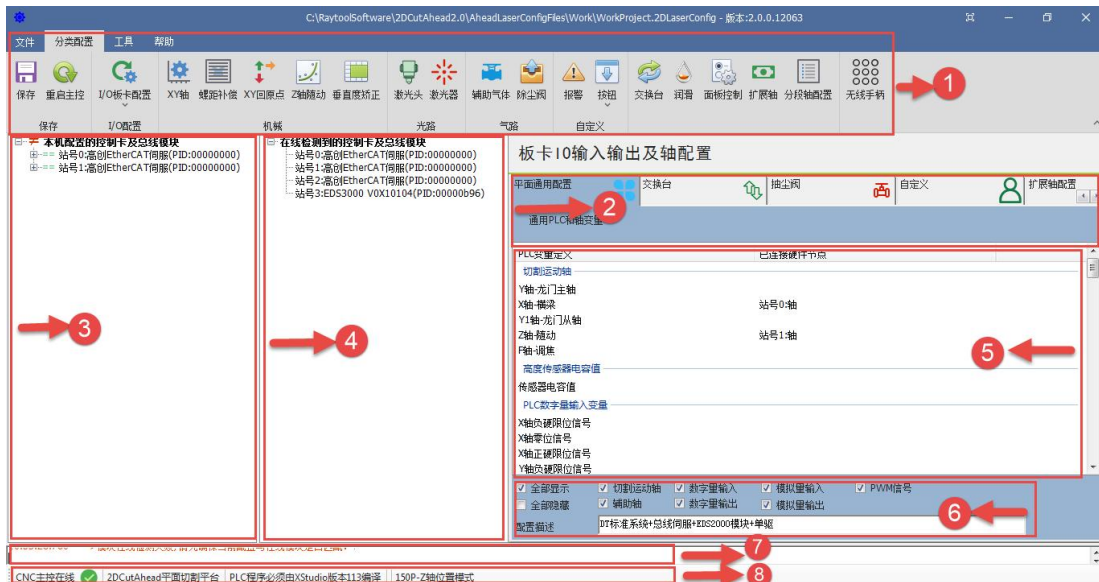 C:\RaytoolSoftware\2DCutAhead2.0\AheadLaserConfigFiles\Work\WorkProject.2DLaserConfig - 版本:2.0.0.12063
文件 分类配置 工具 帮助
保存 重启主控 I/O板卡配置 XY轴 螺距补偿 XY回原点 Z轴随动 垂直度矫正 激光头 激光器 辅助气体 除尘阀 报警 按钮 交换台 润滑 面板控制 扩展轴 分段轴配置 无线手柄
保存 I/O配置 机械 光路 气路 自定义
1
本机配置的控制卡及总线模块
站号0:高创EtherCAT伺服(PID:00000000)
站号1:高创EtherCAT伺服(PID:00000000)
3
在线检测到的控制卡及总线模块
站号0:高创EtherCAT伺服(PID:00000000)
站号1:高创EtherCAT伺服(PID:00000000)
站号2:高创EtherCAT伺服(PID:00000000)
站号3:EDS3000 V0X10104(PID:00000b96)
4
板卡IO输入输出及轴配置
平面通用配置 交换台 抽尘阀 自定义 扩展轴配置
2
通用PLC和轴变量
PLC变量定义 已连接硬件节点
切割运动轴
Y轴-龙门主轴
X轴-横梁 站号0:轴
Y1轴-龙门从轴
Z轴-随动 站号1:轴
F轴-调焦
5
高度传感器电容值
传感器电容值
PLC数字量输入变量
X轴负硬限位信号
X轴零位信号
X轴正硬限位信号
Y轴负硬限位信号
全部显示 切割运动轴 数字量输入 模拟量输入 PWM信号
全部隐藏 辅助轴 数字量输出 模拟量输出
6
配置描述 DT标准系统+总线伺服+EDS2000模块+单驱
7
CNC主控在线 2DCutAhead平面切割平台 PLC程序必须由XStudio版本113编译 150P-Z轴位置模式
8